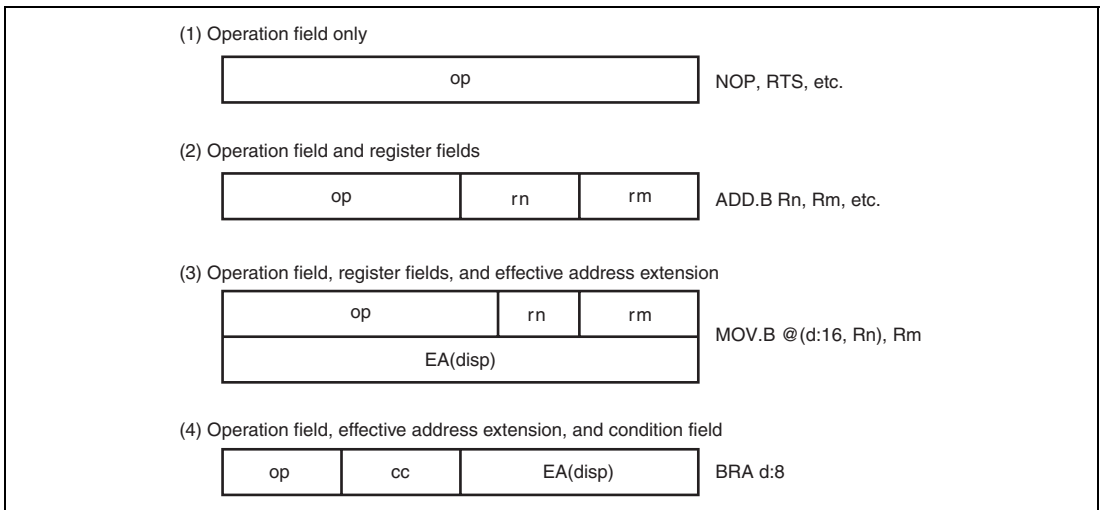 (1) Operation field only
op
NOP, RTS, etc.
(2) Operation field and register fields
op rn rm
ADD.B Rn, Rm, etc.
(3) Operation field, register fields, and effective address extension
op rn rm
MOV.B @(d:16, Rn), Rm
EA(disp)
(4) Operation field, effective address extension, and condition field
op cc EA(disp)
BRA d:8